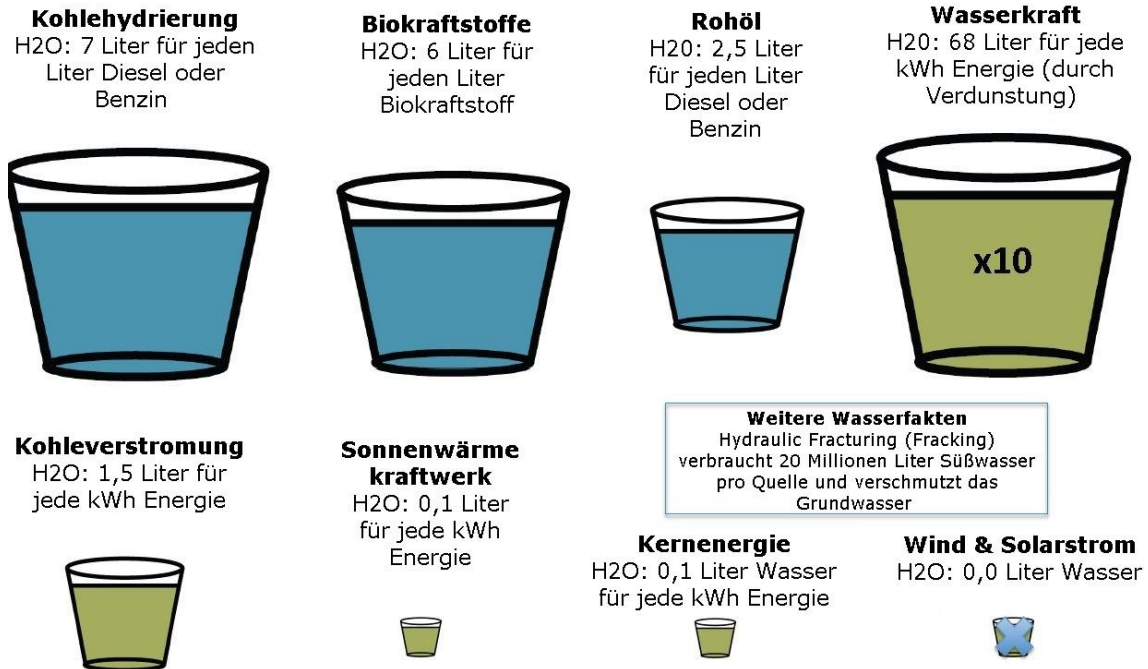 Kohlehydrierung
H2O: 7 Liter für jeden
Liter Diesel oder
Benzin
Biokraftstoffe
H2O: 6 Liter für
jeden Liter
Biokraftstoff
Rohöl
H20: 2,5 Liter
für jeden Liter
Diesel oder
Benzin
Wasserkraft
H20: 68 Liter für jede
kWh Energie (durch
Verdunstung)
x10
Kohleverstromung
H2O: 1,5 Liter für
jede kWh Energie
Sonnenwärme
kraftwerk
H2O: 0,1 Liter
für jede kWh
Energie
Weitere Wasserfakten
Hydraulic Fracturing (Fracking)
verbraucht 20 Millionen Liter Süßwasser
pro Quelle und verschmutzt das
Grundwasser
Kernenergie
H2O: 0,1 Liter Wasser
für jede kWh Energie
Wind & Solarstrom
H2O: 0,0 Liter Wasser